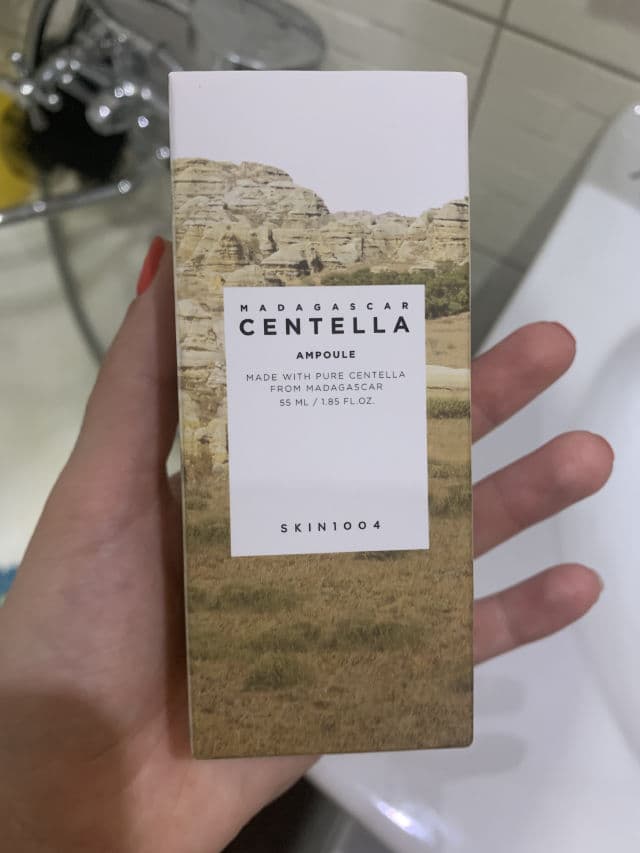 MADAGASCAR
CENTELLA
AMPOULE
MADE WITH PURE CENTELLA
FROM MADAGASCAR
55 ML / 1.85 FL.OZ.
SKIN1004